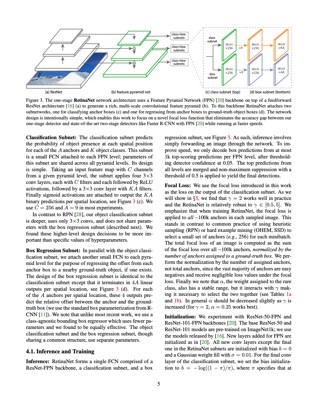 class+box subnets
class+box subnets
class+box subnets
class subnet
box subnet
W×H ×256
×4
W×H ×256
W×H ×KA
W×H ×256
×4
W×H ×256
W×H ×4A
(a) ResNet
(b) feature pyramid net
(c) class subnet (top)
(d) box subnet (bottom)
Figure 3. The one-stage RetinaNet network architecture uses a Feature Pyramid Network (FPN) [20] backbone on top of a feedforward
ResNet architecture [16] (a) to generate a rich, multi-scale convolutional feature pyramid (b). To this backbone RetinaNet attaches two
subnetworks, one for classifying anchor boxes (c) and one for regressing from anchor boxes to ground-truth object boxes (d). The network
design is intentionally simple, which enables this work to focus on a novel focal loss function that eliminates the accuracy gap between our
one-stage detector and state-of-the-art two-stage detectors like Faster R-CNN with FPN [20] while running at faster speeds.
Classification Subnet: The classification subnet predicts
the probability of object presence at each spatial position
for each of the A anchors and K object classes. This subnet
is a small FCN attached to each FPN level; parameters of
this subnet are shared across all pyramid levels. Its design
is simple. Taking an input feature map with C channels
from a given pyramid level, the subnet applies four 3×3
conv layers, each with C filters and each followed by ReLU
activations, followed by a 3×3 conv layer with KA filters.
Finally sigmoid activations are attached to output the KA
binary predictions per spatial location, see Figure 3 (c). We
use C = 256 and A = 9 in most experiments.
In contrast to RPN [28], our object classification subnet
is deeper, uses only 3×3 convs, and does not share param-
eters with the box regression subnet (described next). We
found these higher-level design decisions to be more im-
portant than specific values of hyperparameters.
Box Regression Subnet: In parallel with the object classi-
fication subnet, we attach another small FCN to each pyra-
mid level for the purpose of regressing the offset from each
anchor box to a nearby ground-truth object, if one exists.
The design of the box regression subnet is identical to the
classification subnet except that it terminates in 4A linear
outputs per spatial location, see Figure 3 (d). For each
of the A anchors per spatial location, these 4 outputs pre-
dict the relative offset between the anchor and the ground-
truth box (we use the standard box parameterization from R-
CNN [11]). We note that unlike most recent work, we use a
class-agnostic bounding box regressor which uses fewer pa-
rameters and we found to be equally effective. The object
classification subnet and the box regression subnet, though
sharing a common structure, use separate parameters.
4.1. Inference and Training
Inference: RetinaNet forms a single FCN comprised of a
ResNet-FPN backbone, a classification subnet, and a box
regression subnet, see Figure 3. As such, inference involves
simply forwarding an image through the network. To im-
prove speed, we only decode box predictions from at most
1k top-scoring predictions per FPN level, after threshold-
ing detector confidence at 0.05. The top predictions from
all levels are merged and non-maximum suppression with a
threshold of 0.5 is applied to yield the final detections.
Focal Loss: We use the focal loss introduced in this work
as the loss on the output of the classification subnet. As we
will show in §5, we find that γ = 2 works well in practice
and the RetinaNet is relatively robust to γ ∈ [0.5, 5]. We
emphasize that when training RetinaNet, the focal loss is
applied to all ~100k anchors in each sampled image. This
stands in contrast to common practice of using heuristic
sampling (RPN) or hard example mining (OHEM, SSD) to
select a small set of anchors (e.g., 256) for each minibatch.
The total focal loss of an image is computed as the sum
of the focal loss over all ~100k anchors, normalized by the
number of anchors assigned to a ground-truth box. We per-
form the normalization by the number of assigned anchors,
not total anchors, since the vast majority of anchors are easy
negatives and receive negligible loss values under the focal
loss. Finally we note that α, the weight assigned to the rare
class, also has a stable range, but it interacts with γ mak-
ing it necessary to select the two together (see Tables 1a
and 1b). In general α should be decreased slightly as γ is
increased (for γ = 2, α = 0.25 works best).
Initialization: We experiment with ResNet-50-FPN and
ResNet-101-FPN backbones [20]. The base ResNet-50 and
ResNet-101 models are pre-trained on ImageNet1k; we use
the models released by [16]. New layers added for FPN are
initialized as in [20]. All new conv layers except the final
one in the RetinaNet subnets are initialized with bias b = 0
and a Gaussian weight fill with σ = 0.01. For the final conv
layer of the classification subnet, we set the bias initializa-
tion to b = − log((1 − π)/π), where π specifies that at
5